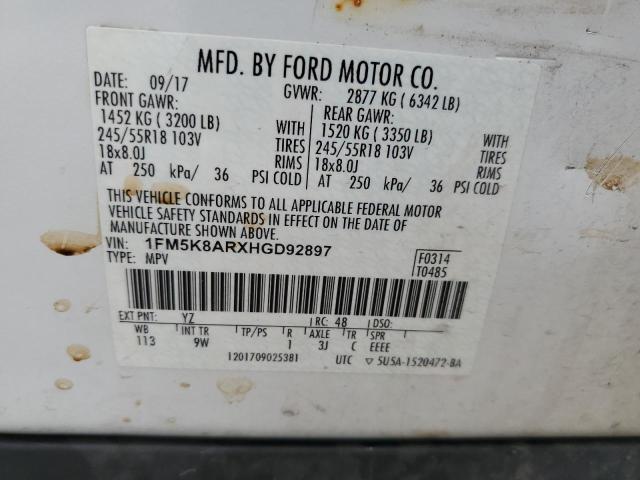 MFD. BY FORD MOTOR CO.
DATE: 09/17 GVWR: 2877 KG ( 6342 LB)
FRONT GAWR: REAR GAWR:
1452 KG ( 3200 LB) WITH 1520 KG ( 3350 LB) WITH
245/55R18 103V TIRES 245/55R18 103V TIRES
18x8.0J RIMS 18x8.0J RIMS
AT 250 kPa/ 36 PSI COLD AT 250 kPa/ 36 PSI COLD
THIS VEHICLE CONFORMS TO ALL APPLICABLE FEDERAL MOTOR
VEHICLE SAFETY STANDARDS IN EFFECT ON THE DATE OF
MANUFACTURE SHOWN ABOVE.
VIN: 1FM5K8ARXHGD92897 F0314
TYPE: MPV T0485
EXT PNT: YZ RC: 48 DSO:
WB INT TR TP/PS R AXLE TR SPR
113 9W 1 3J C EEEE
1201709025381 UTC ▽ 5U5A-1520472-BA